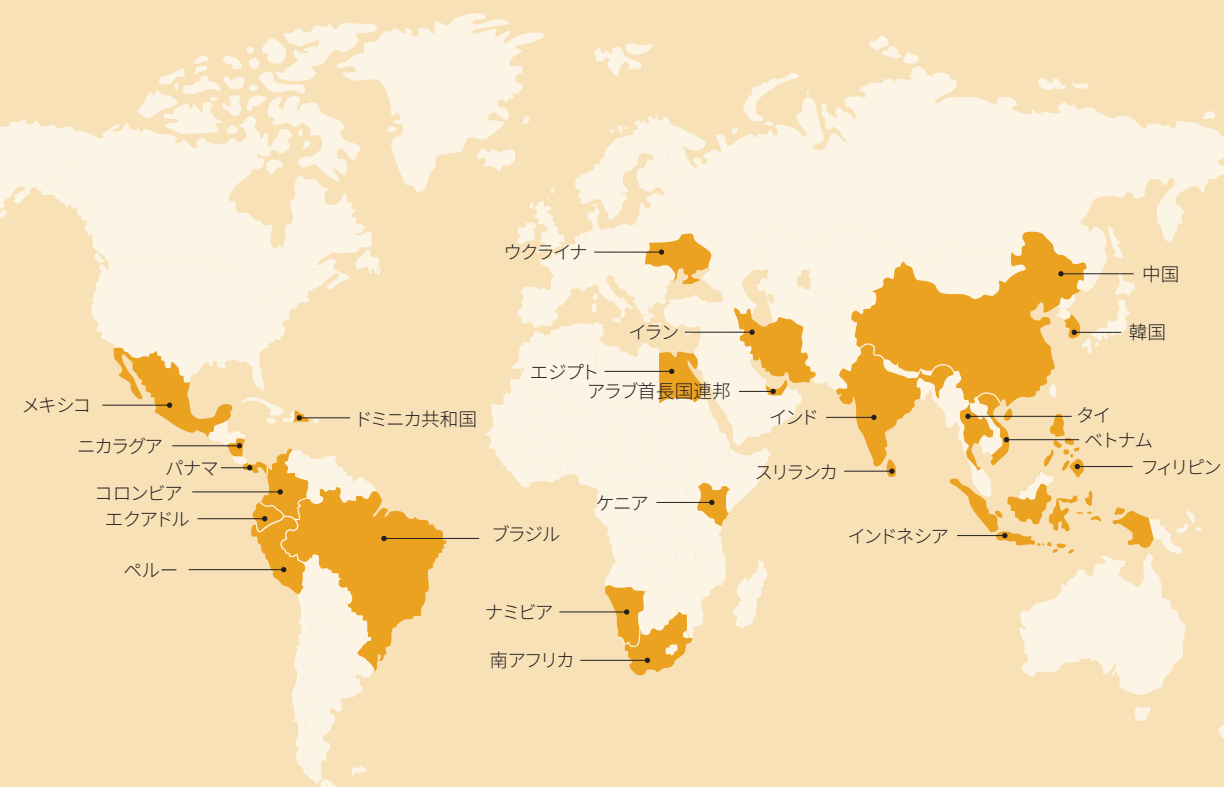 ウクライナ
中国
イラン
韓国
エジプト
アラブ首長国連邦
メキシコ
ドミニカ共和国
インド
タイ
ニカラグア
ベトナム
パナマ
スリランカ
フィリピン
コロンビア
ケニア
エクアドル
ブラジル
インドネシア
ペルー
ナミビア
南アフリカ